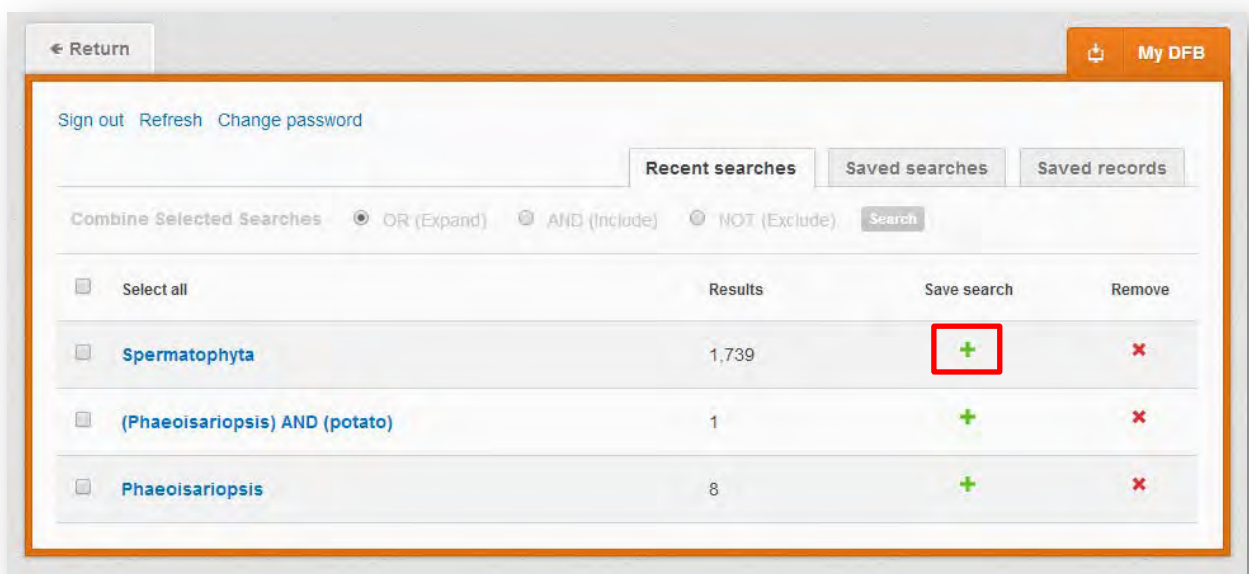 Return
My DFB
Sign out Refresh Change password
Recent searches Saved searches Saved records
Combine Selected Searches OR (Expand) AND (Include) NOT (Exclude) Search
Select all Results Save search Remove
Spermatophyta 1,739
(Phaeoisariopsis) AND (potato) 1
Phaeoisariopsis 8